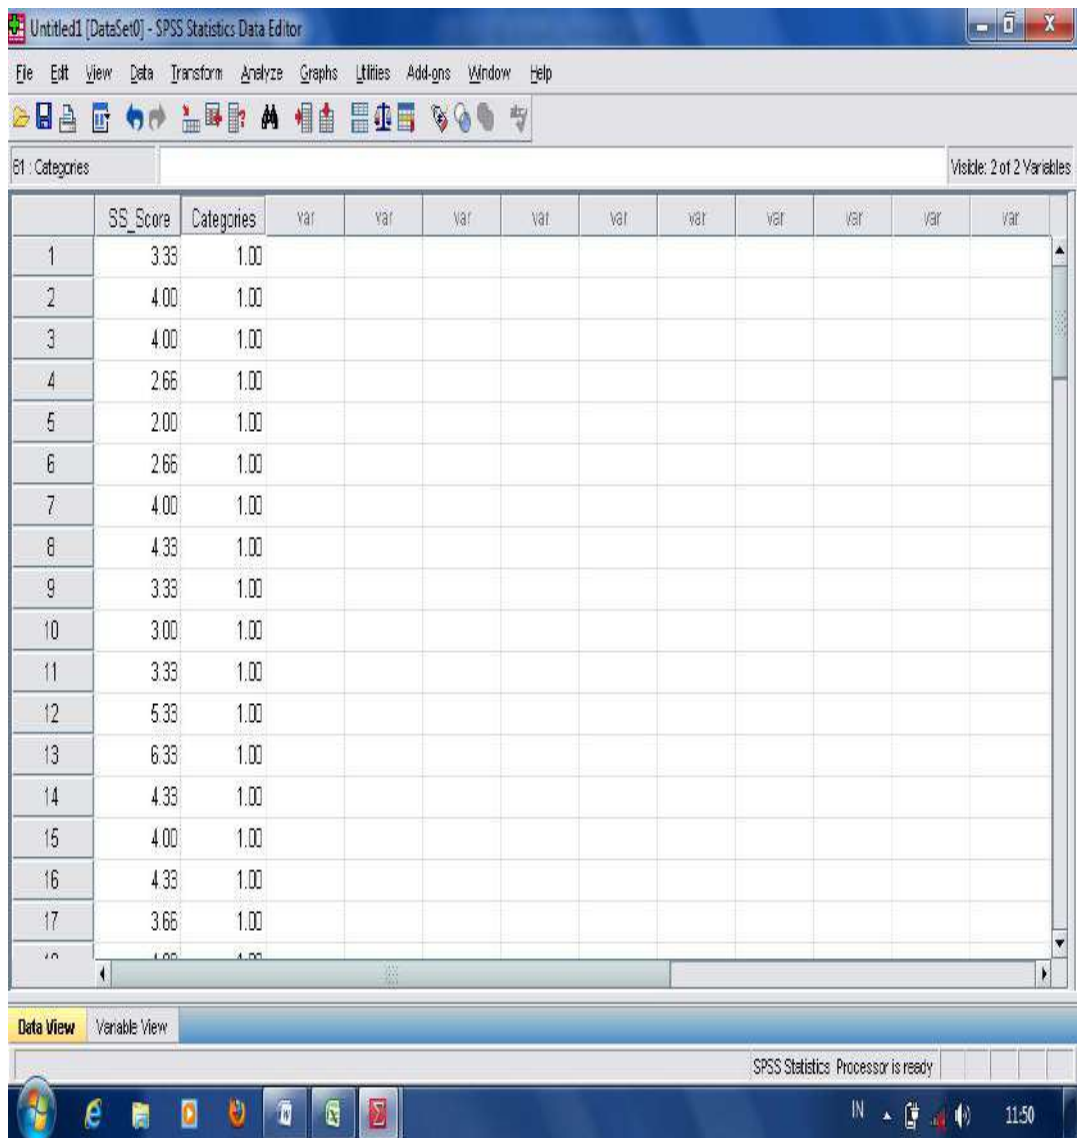 Untitled1 [DataSet0] - SPSS Statistics Data Editor
File Edit View Data Transform Analyze Graphs Utilities Add-ons Window Help
61 : Categories
Visible: 2 of 2 Variables
SS_Score Categories var var var var var var var var var var
1 3.33 1.00
2 4.00 1.00
3 4.00 1.00
4 2.66 1.00
5 2.00 1.00
6 2.66 1.00
7 4.00 1.00
8 4.33 1.00
9 3.33 1.00
10 3.00 1.00
11 3.33 1.00
12 5.33 1.00
13 6.33 1.00
14 4.33 1.00
15 4.00 1.00
16 4.33 1.00
17 3.66 1.00
Data View Variable View
SPSS Statistics Processor is ready
IN 11:50